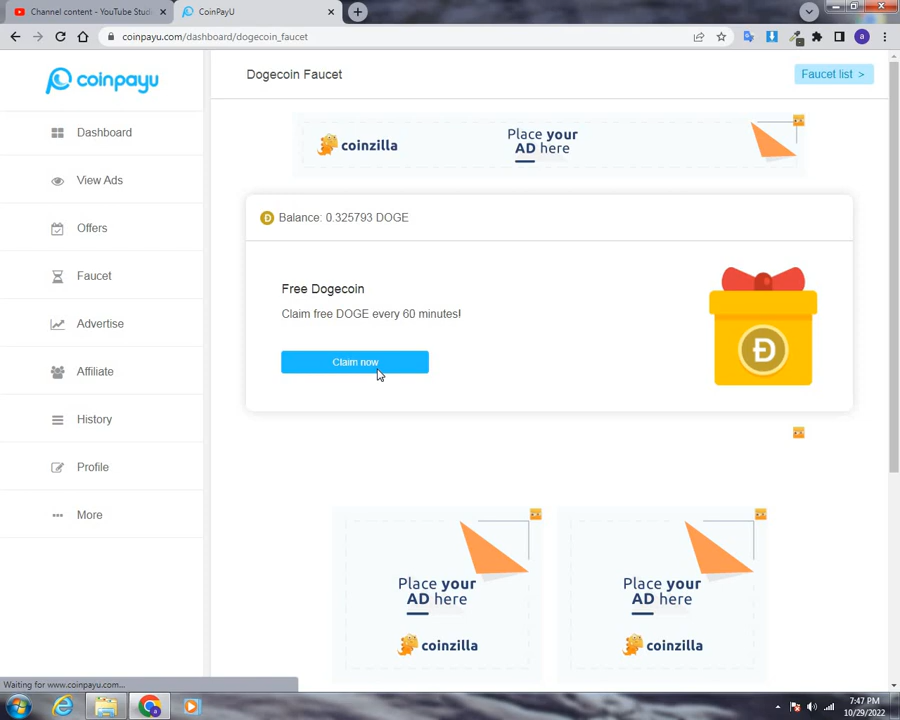 Channel content - YouTube Studi
CoinPayU
coinpayu.com/dashboard/dogecoin_faucet
a
coinpayu
Dogecoin Faucet
Faucet list >
Dashboard
View Ads
Offers
Faucet
Advertise
Affiliate
History
Profile
More
coinzilla
Place your
AD here
Balance: 0.325793 DOGE
Free Dogecoin
Claim free DOGE every 60 minutes!
Claim now
Place your
AD here
coinzilla
Place your
AD here
coinzilla
Waiting for www.coinpayu.com...
7:47 PM
10/29/2022